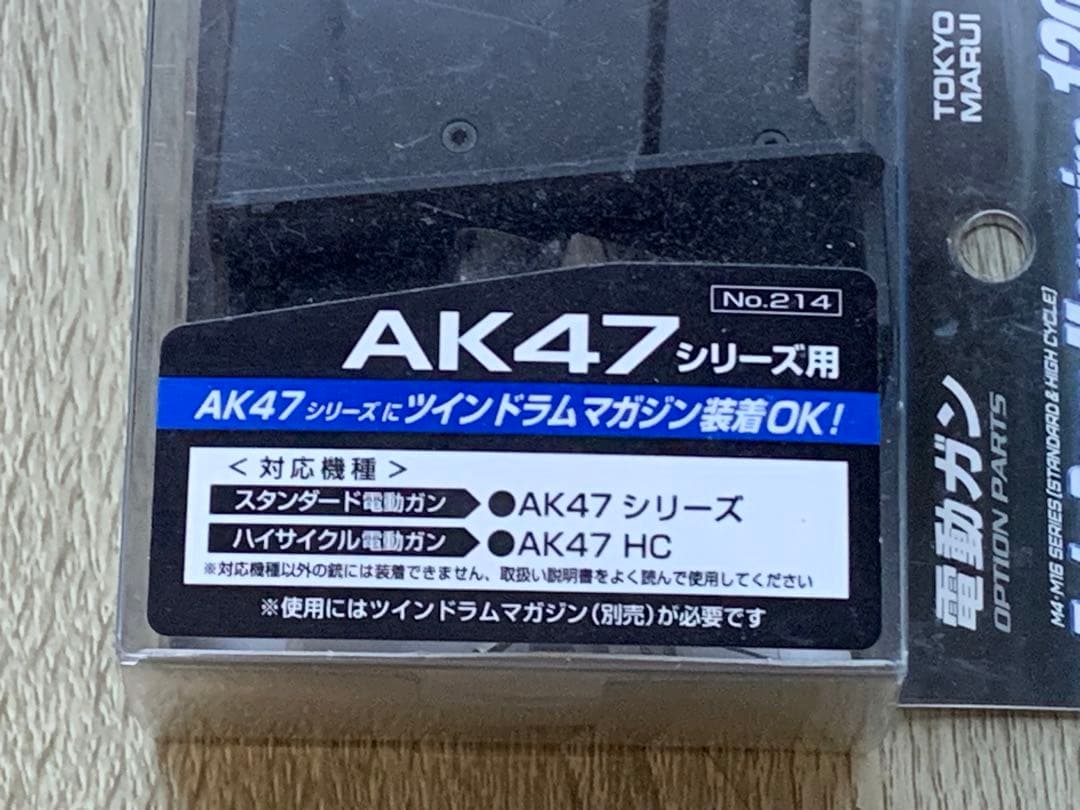 No.214
AK47シリーズ用
AK47シリーズにツインドラムマガジン装着OK!
<対応機種>
スタンダード電動ガン ●AK47 シリーズ
ハイサイクル電動ガン ●AK47 HC
※対応機種以外の銃には装着できません、取扱い説明書をよく読んで使用してください
※使用にはツインドラムマガジン(別売)が必要です
TOKYO
MARUI
電動ガン
OPTION PARTS
M4・M16 SERIES [STANDARD & HIGH CYCLE]